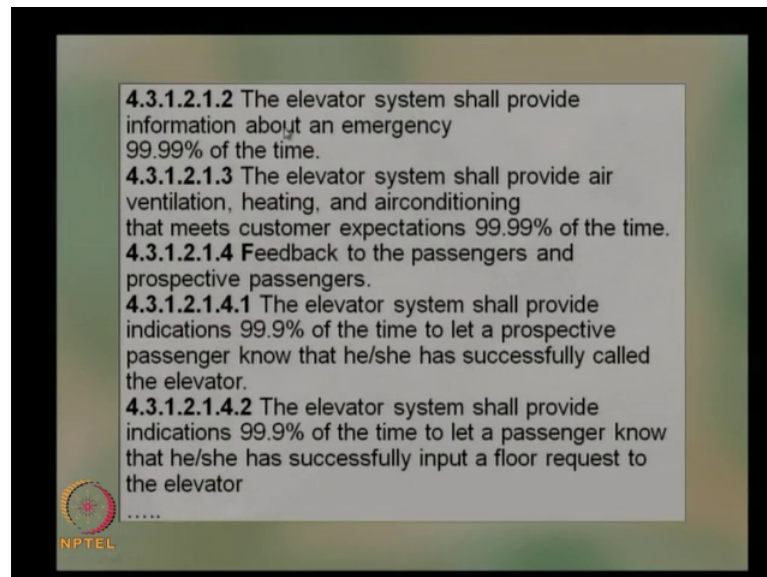 4.3.1.2.1.2 The elevator system shall provide
information about an emergency
99.99% of the time.
4.3.1.2.1.3 The elevator system shall provide air
ventilation, heating, and airconditioning
that meets customer expectations 99.99% of the time.
4.3.1.2.1.4 Feedback to the passengers and
prospective passengers.
4.3.1.2.1.4.1 The elevator system shall provide
indications 99.9% of the time to let a prospective
passenger know that he/she has successfully called
the elevator.
4.3.1.2.1.4.2 The elevator system shall provide
indications 99.9% of the time to let a passenger know
that he/she has successfully input a floor request to
the elevator
.....
NPTEL